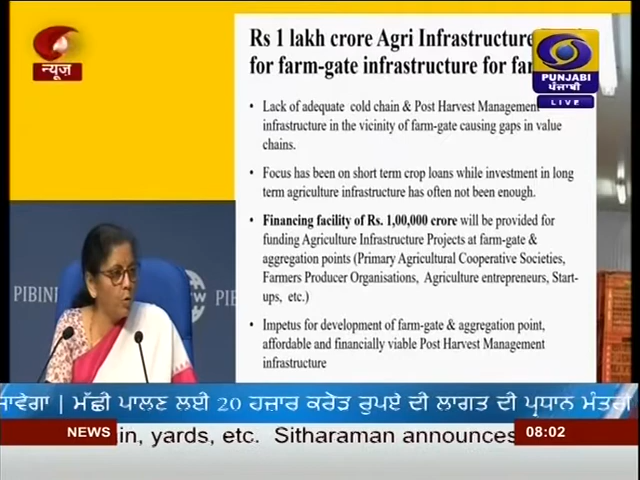 Rs 1 lakh crore Agri Infrastructure
for farm-gate infrastructure for
• Lack of adequate cold chain & Post Harvest Management
infrastructure in the vicinity of farm-gate causing gaps in value
chains.
• Focus has been on short term crop loans while investment in long
term agriculture infrastructure has often not been enough.
• Financing facility of Rs. 1,00,000 crore will be provided for
funding Agriculture Infrastructure Projects at farm-gate &
aggregation points (Primary Agricultural Cooperative Societies,
Farmers Producer Organisations, Agriculture entrepreneurs, Start-
ups, etc.)
• Impetus for development of farm-gate & aggregation point,
affordable and financially viable Post Harvest Management
infrastructure
न्यूज़
PUNJABI
ਪੰਜਾਬੀ
LIVE
PIB
PIB
ਜਾਵੇਗਾ | ਮੱਛੀ ਪਾਲਣ ਲਈ 20 ਹਜ਼ਾਰ ਕਰੋੜ ਰੁਪਏ ਦੀ ਲਾਗਤ ਦੀ ਪ੍ਰਧਾਨ ਮੰਤਰੀ
NEWS in, yards, etc. Sitharaman announces 08:02